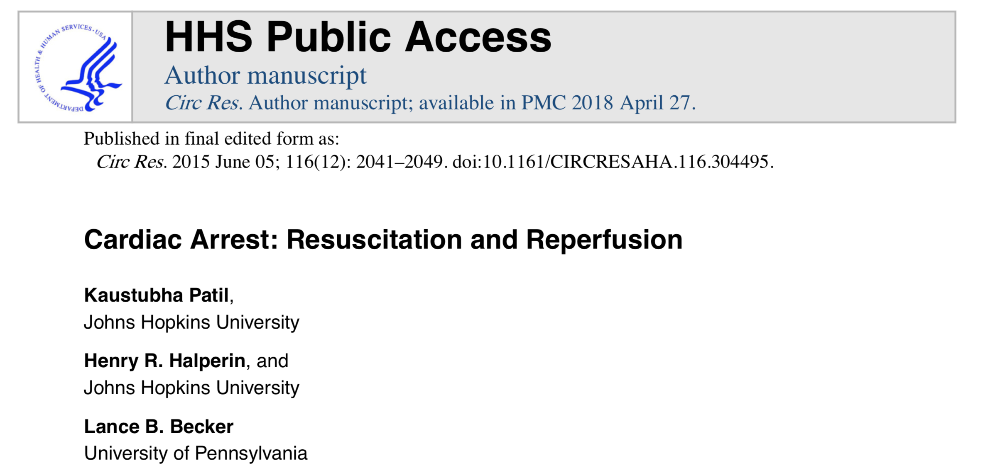 DEPARTMENT OF HEALTH & HUMAN SERVICES · USA
HHS Public Access
Author manuscript
Circ Res. Author manuscript; available in PMC 2018 April 27.
Published in final edited form as:
Circ Res. 2015 June 05; 116(12): 2041–2049. doi:10.1161/CIRCRESAHA.116.304495.
Cardiac Arrest: Resuscitation and Reperfusion
Kaustubha Patil,
Johns Hopkins University
Henry R. Halperin, and
Johns Hopkins University
Lance B. Becker
University of Pennsylvania